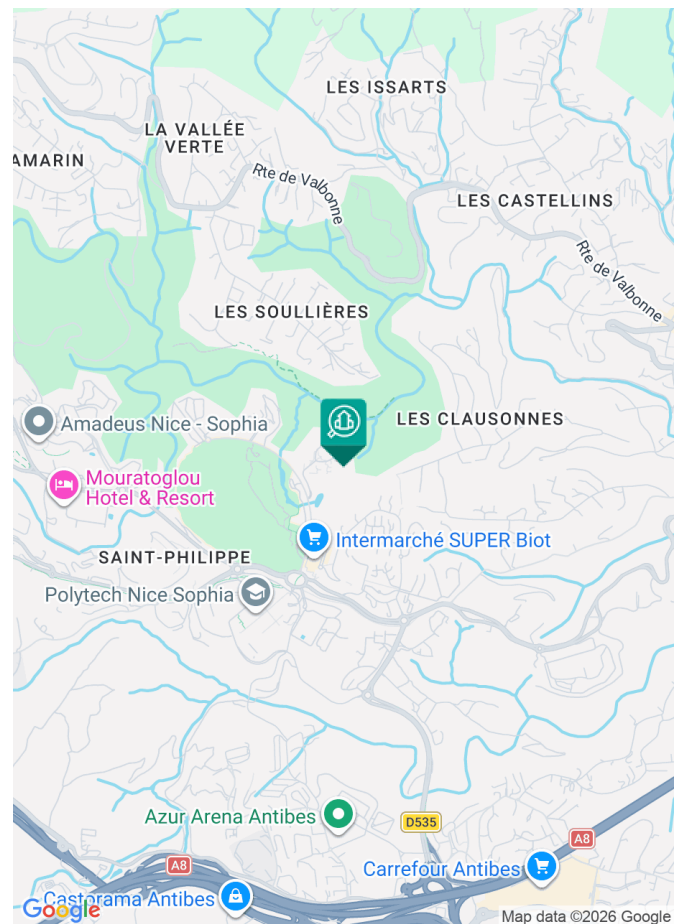 LES ISSARTS
LA VALLÉE
VERTE
AMARIN
Rte de Valbonne
LES CASTELLINS
Rte de Valbonne
LES SOULLIÈRES
LES CLAUSONNES
Amadeus Nice - Sophia
Mouratoglou
Hotel & Resort
Intermarché SUPER Biot
SAINT-PHILIPPE
Polytech Nice Sophia
Azur Arena Antibes
D535
A8
A8
Carrefour Antibes
Castorama Antibes
Google
Map data ©2026 Google